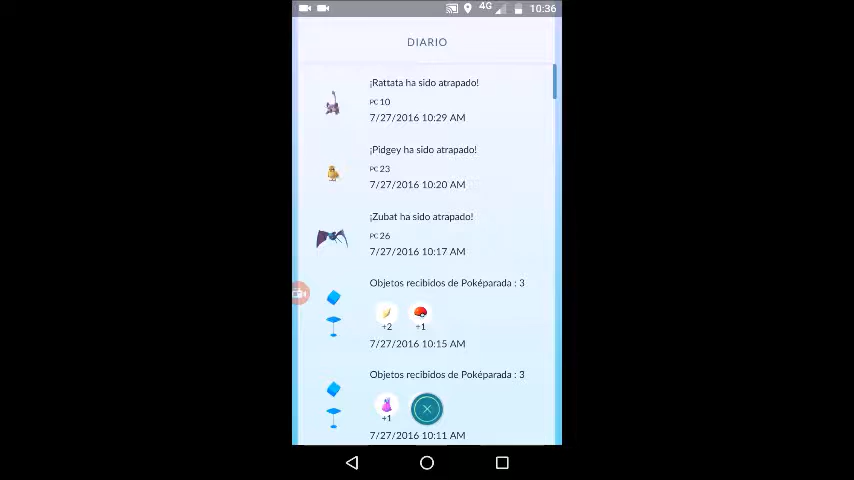 4G 10:36
DIARIO
¡Rattata ha sido atrapado!
PC 10
7/27/2016 10:29 AM
¡Pidgey ha sido atrapado!
PC 23
7/27/2016 10:20 AM
¡Zubat ha sido atrapado!
PC 26
7/27/2016 10:17 AM
Objetos recibidos de Poképarada : 3
+2 +1
7/27/2016 10:15 AM
Objetos recibidos de Poképarada : 3
+1
7/27/2016 10:11 AM